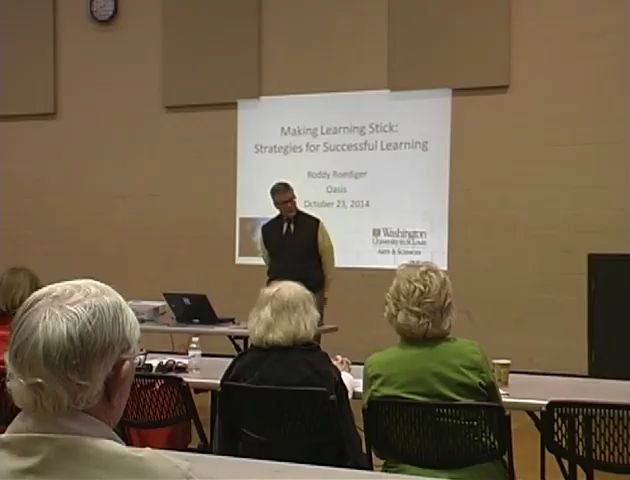 Making Learning Stick:
Strategies for Successful Learning
Roddy Roediger
Oasis
October 23, 2014
Washington
University in St. Louis
Arts & Sciences